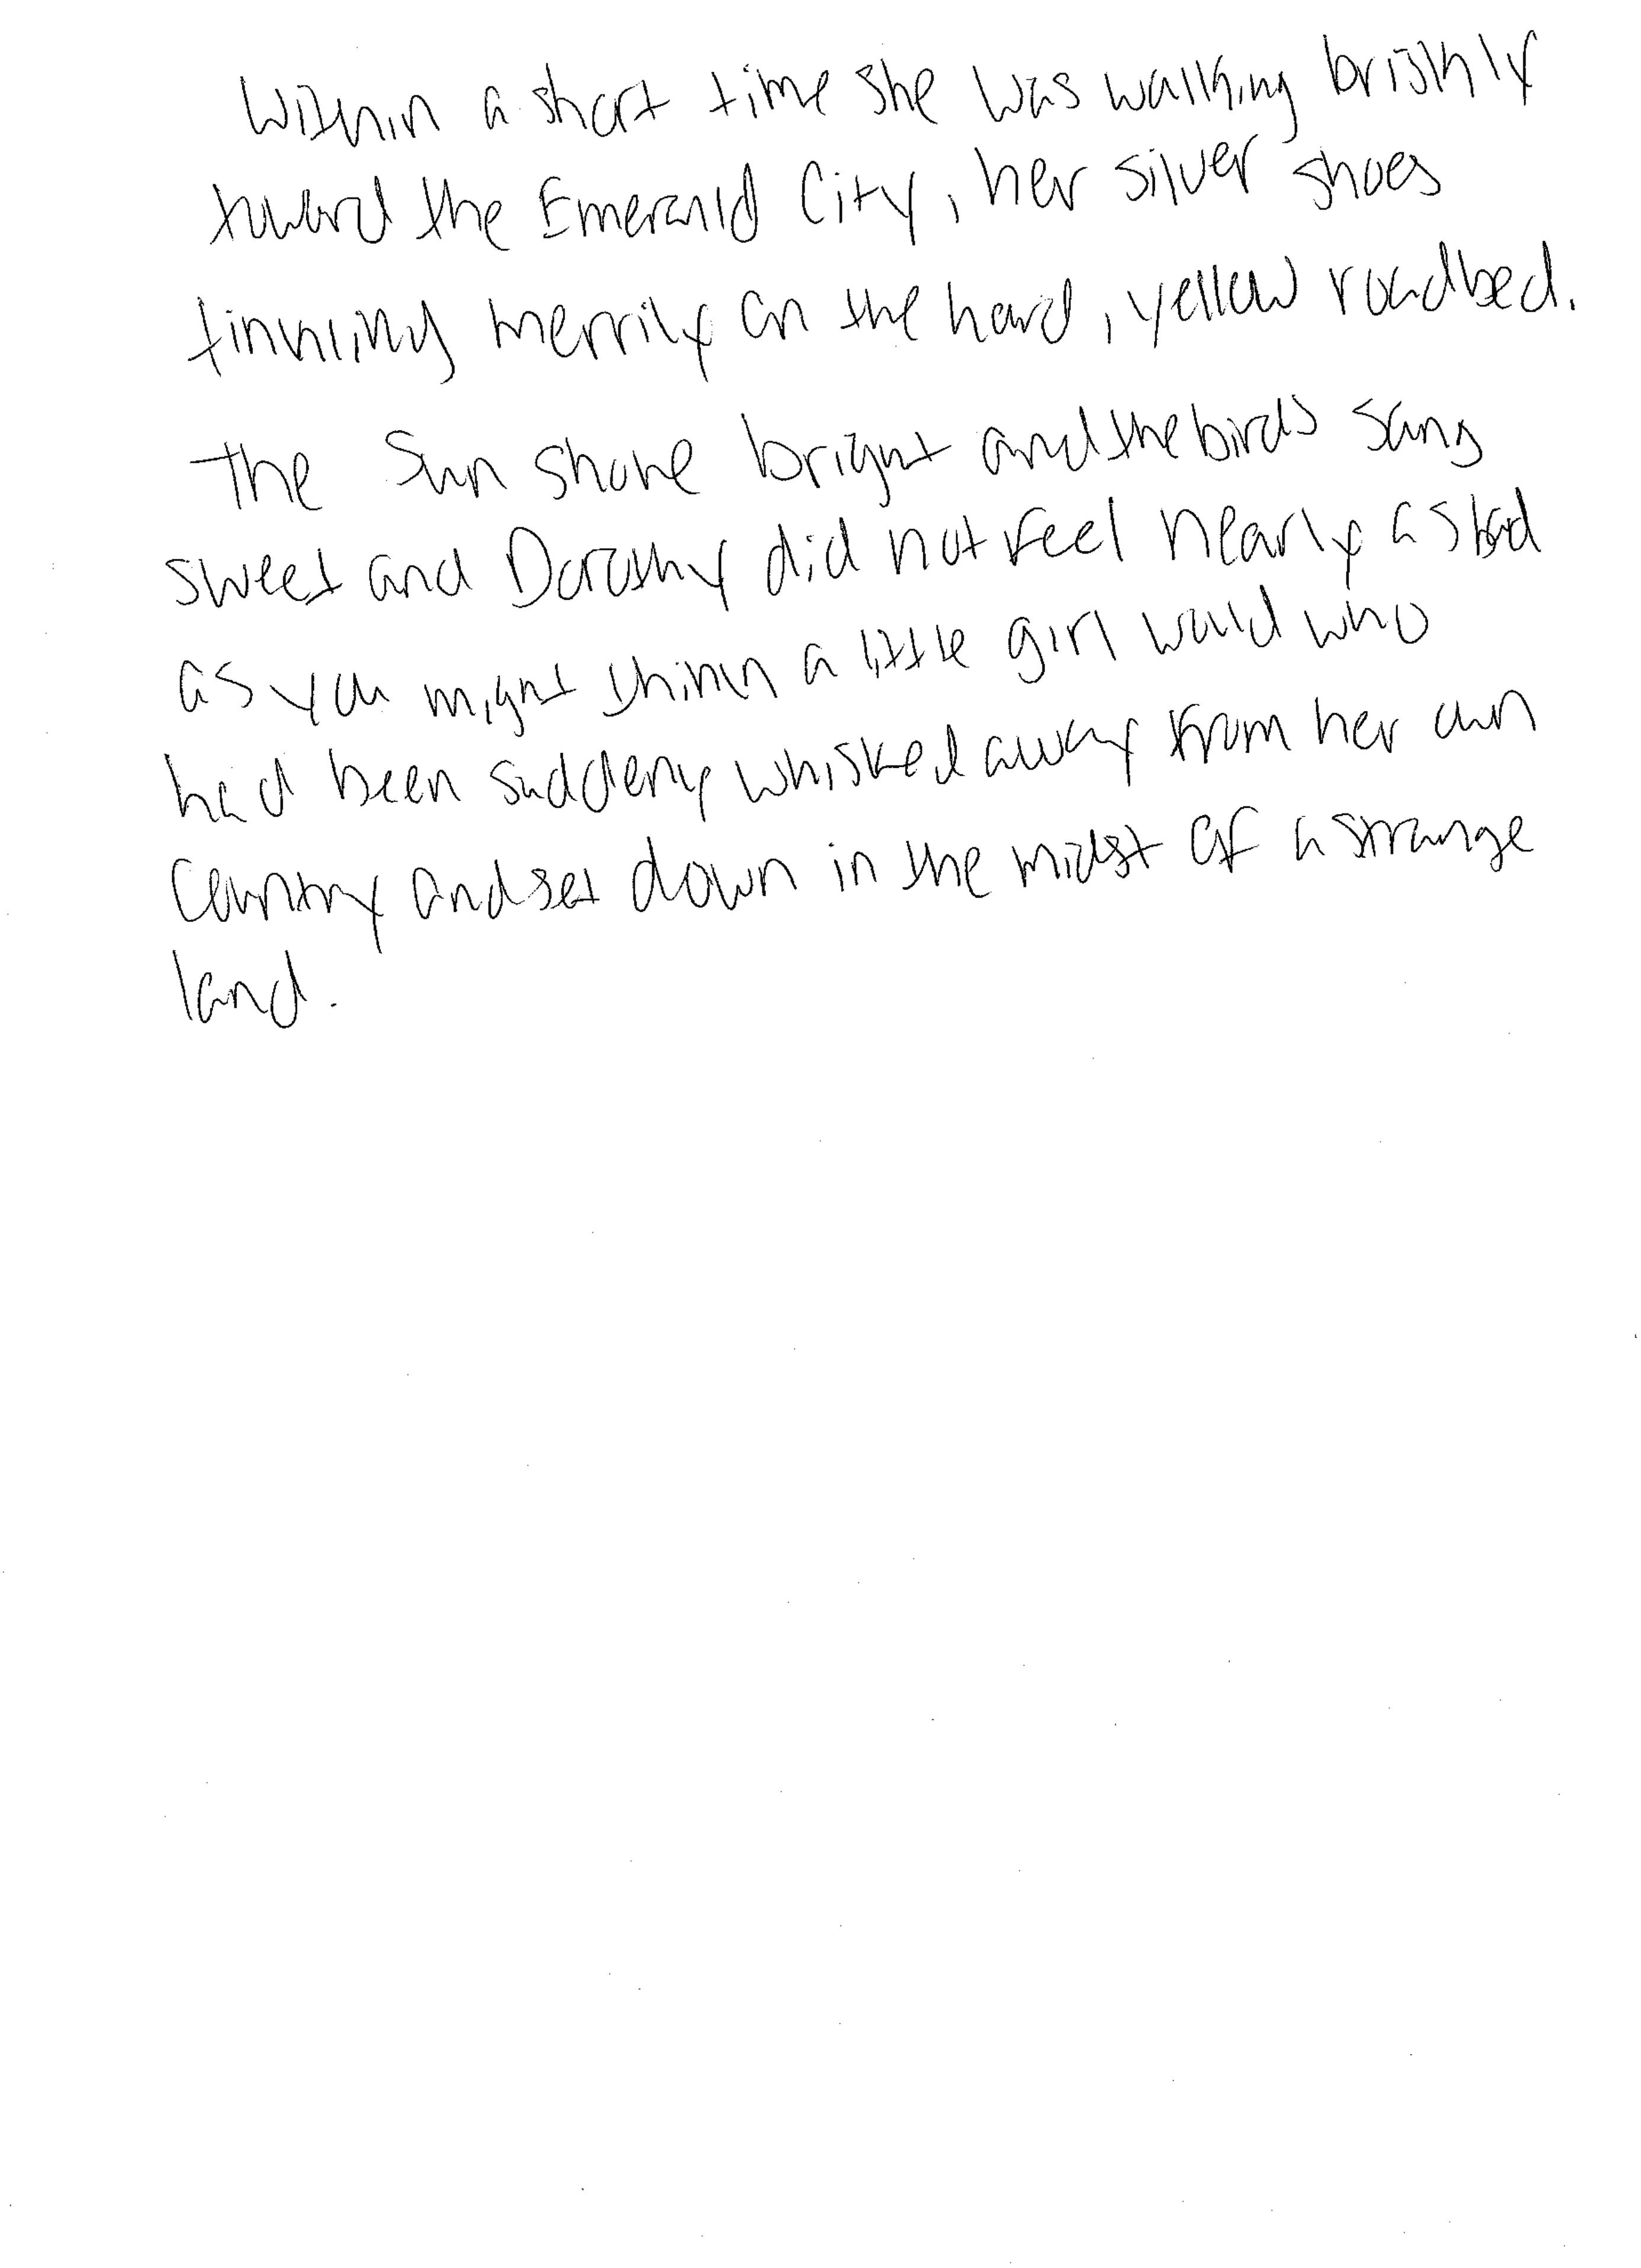 Within a short time she was walking briskly
toward the Emerald City, her silver shoes
tinkling merrily on the hard, yellow roadbed.
The sun shone bright and the birds sang
sweet and Dorothy did not feel nearly as bad
as you might think a little girl would who
had been suddenly whisked away from her own
country and set down in the midst of a strange
land.